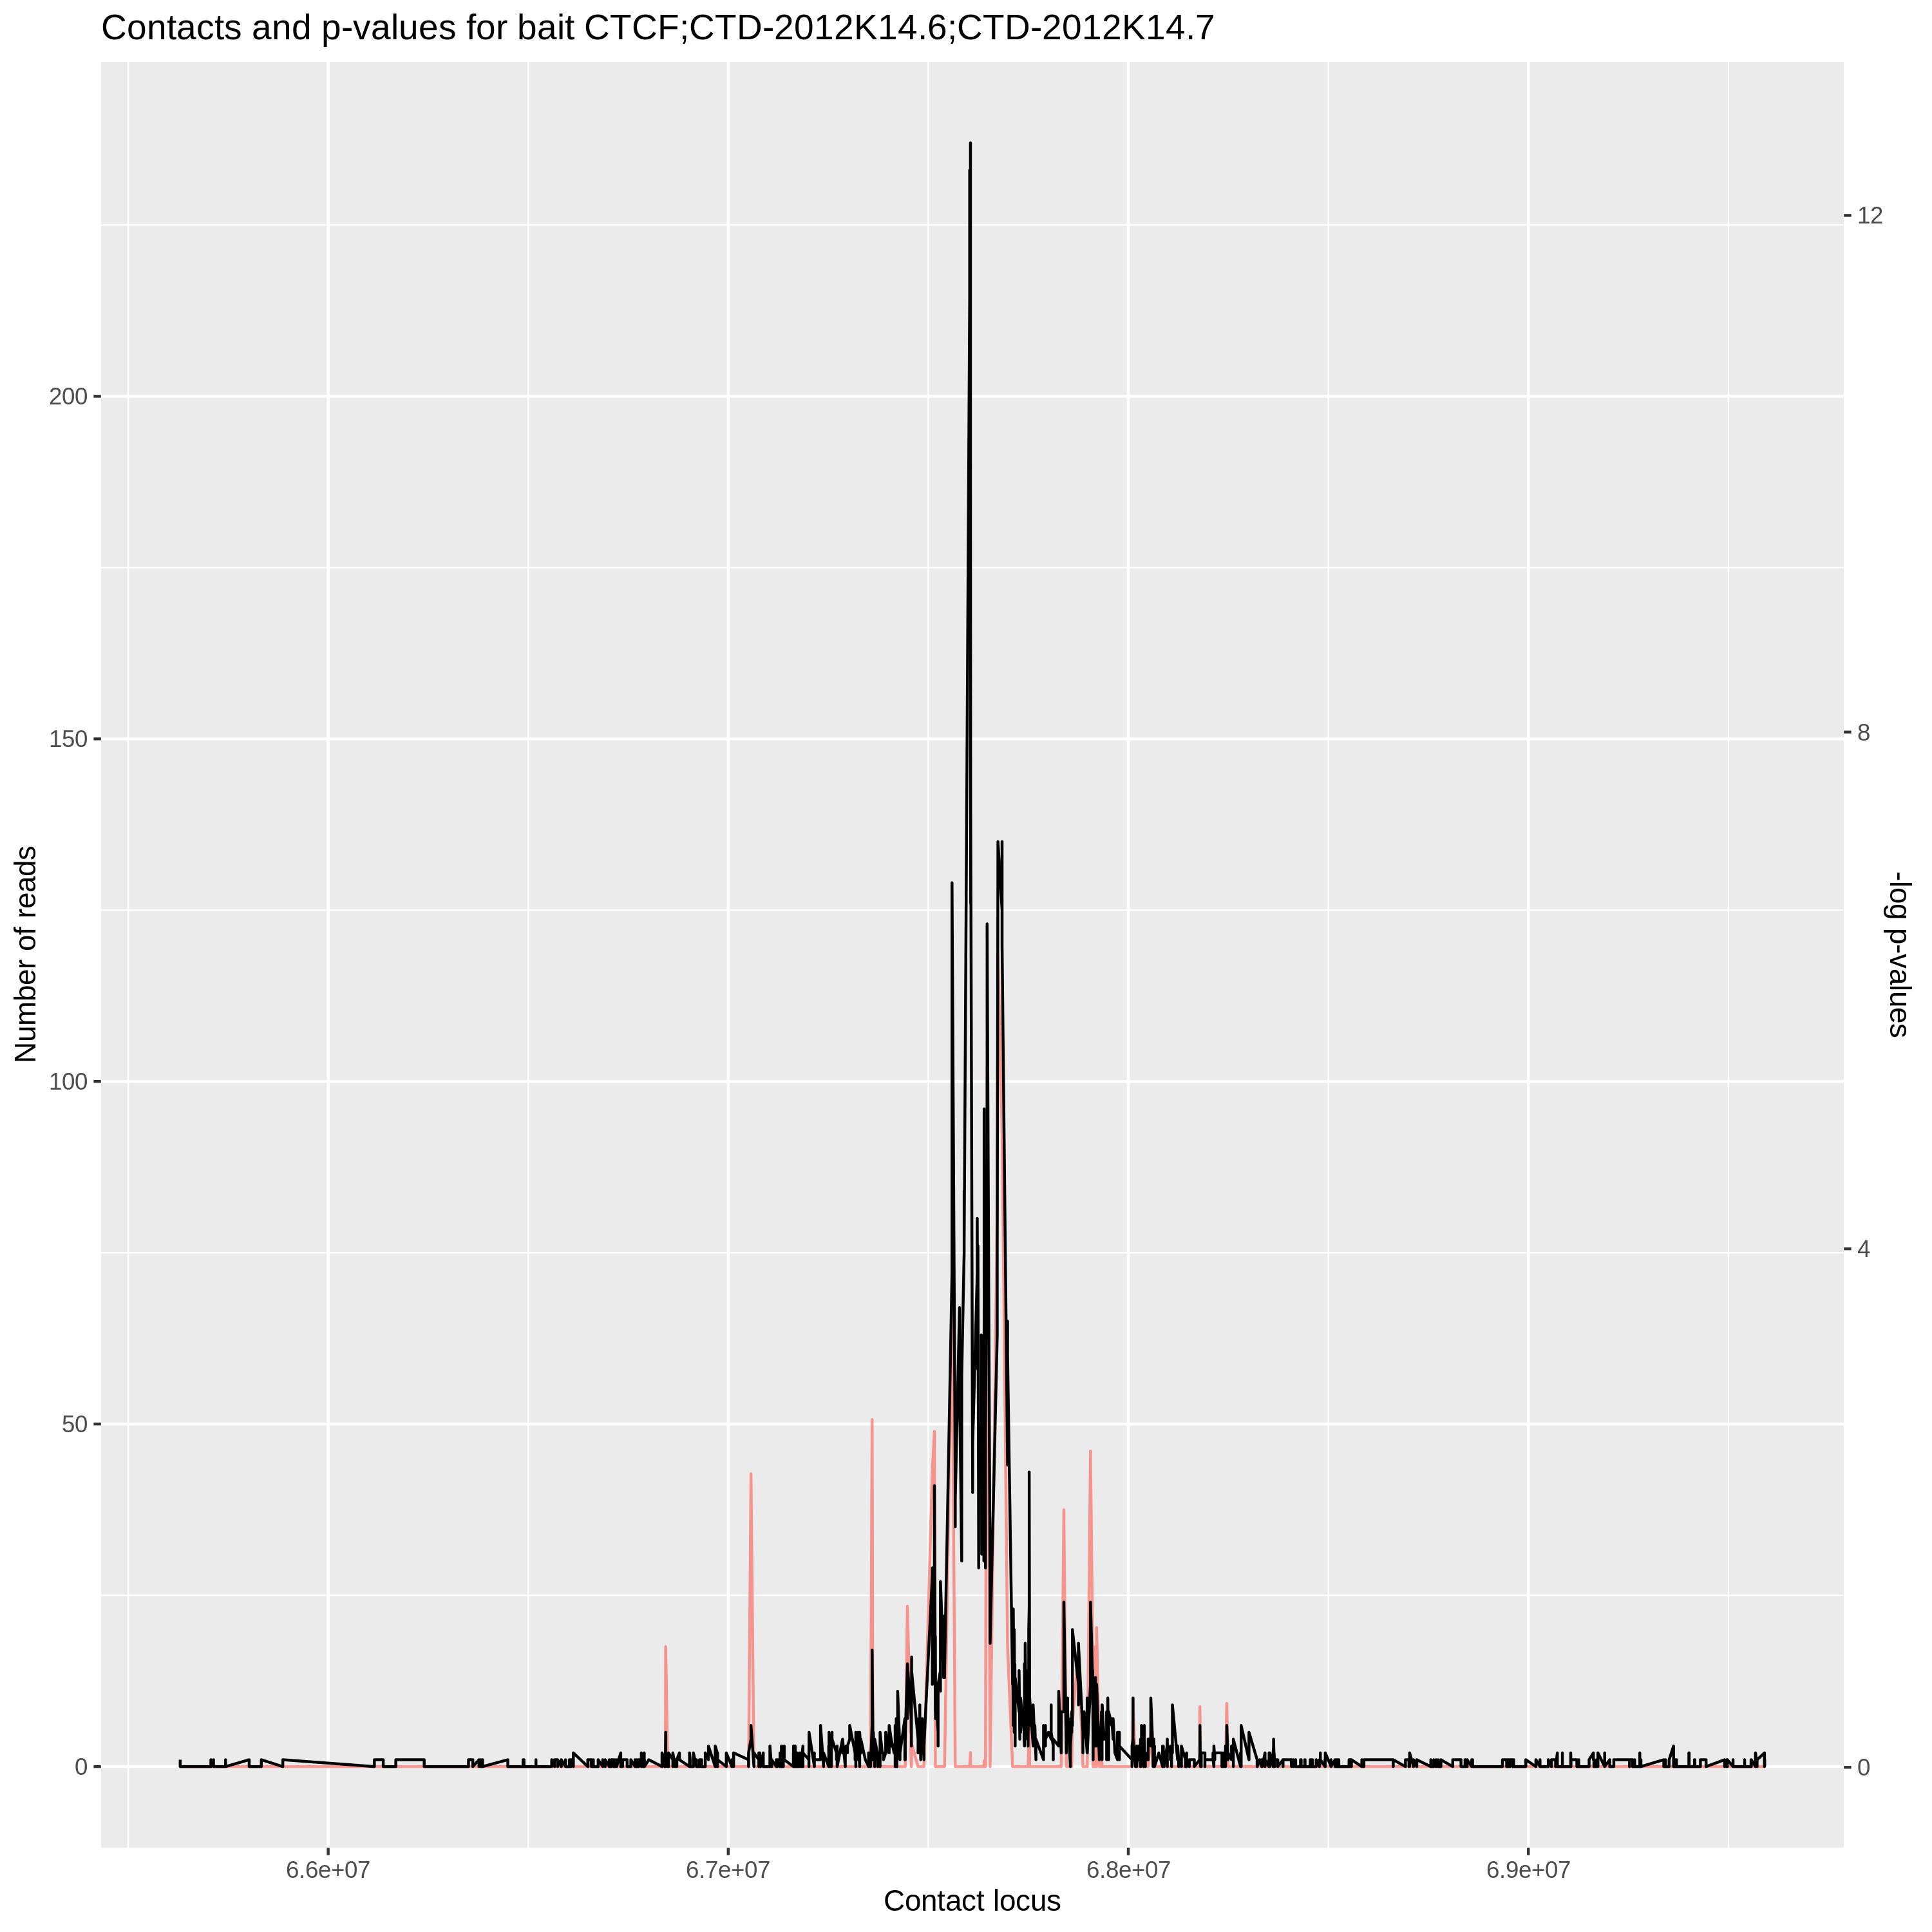 Contacts and p-values for bait CTCF;CTD-2012K14.6;CTD-2012K14.7
200
150
100
50
0
Number of reads
12
8
4
0
-log p-values
6.6e+07
6.7e+07
6.8e+07
6.9e+07
Contact locus